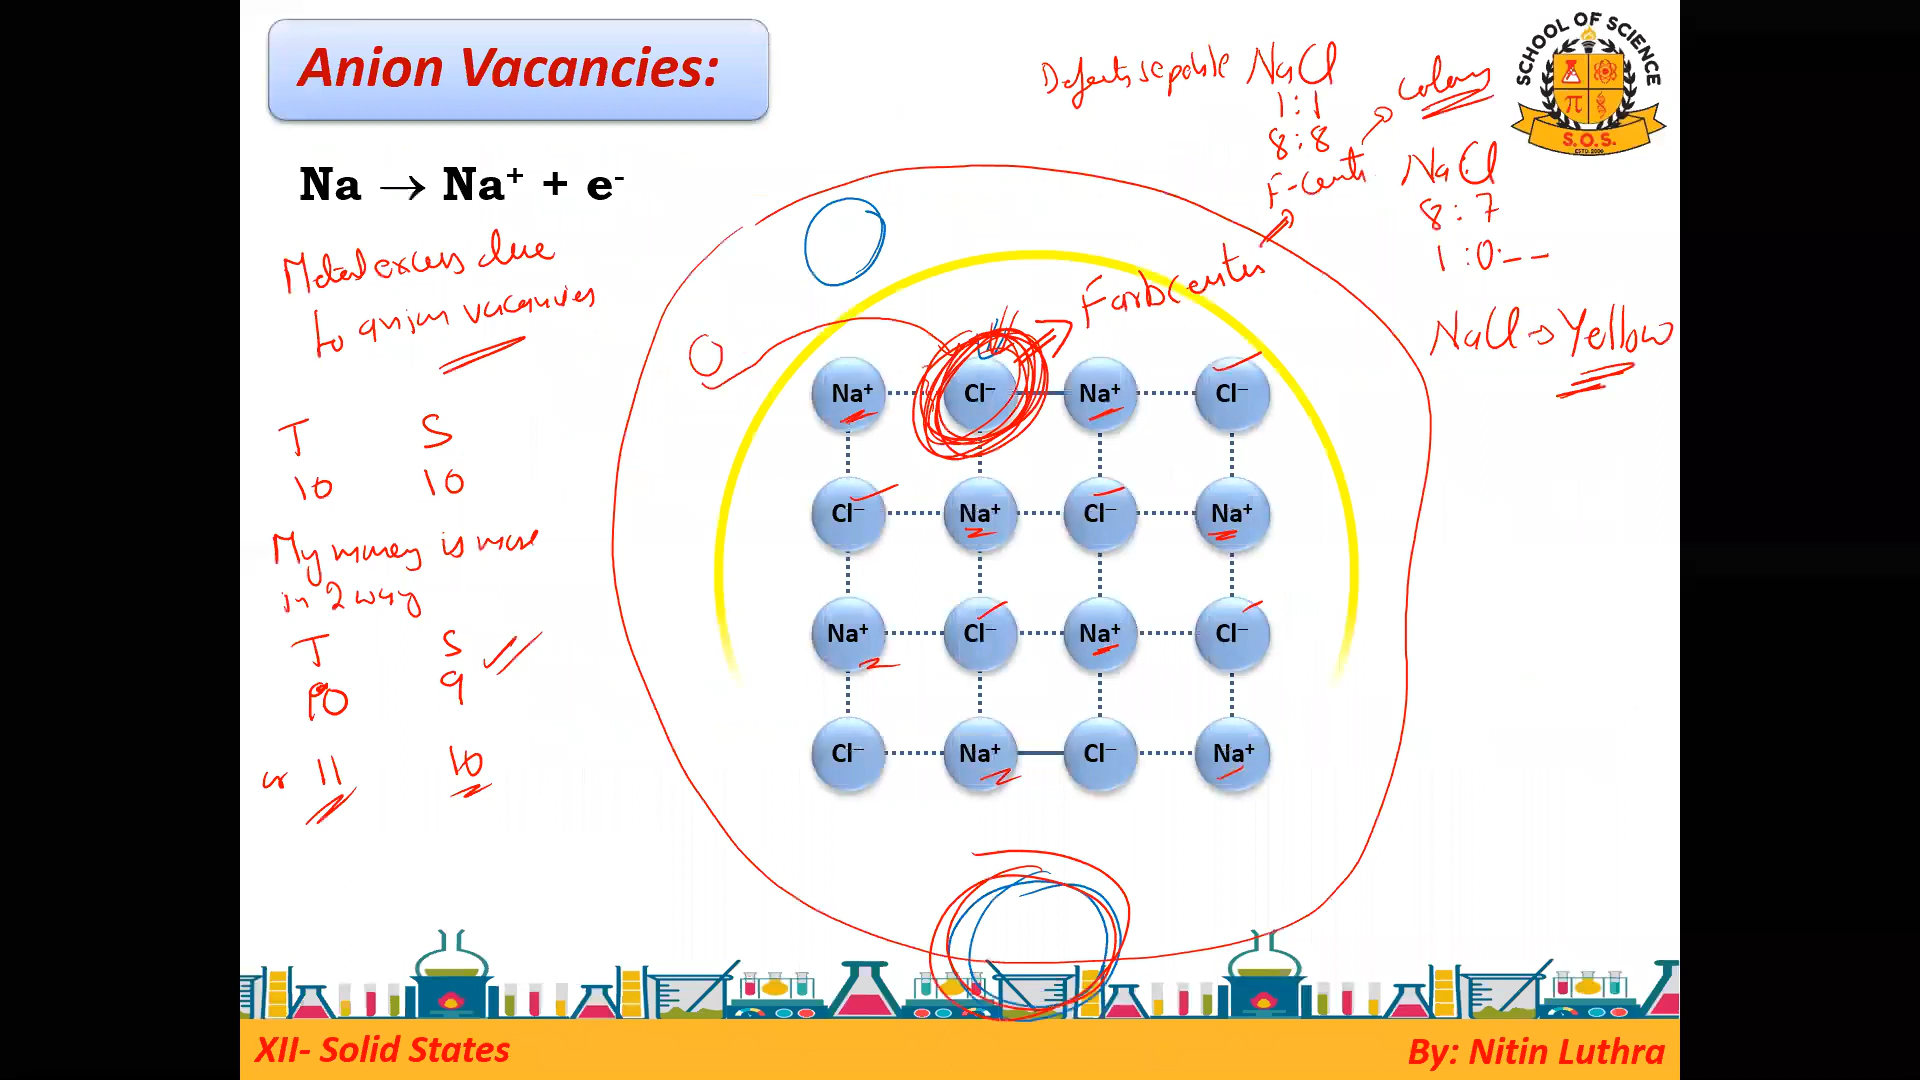 Anion Vacancies:
Na → Na⁺ + e⁻
Metal excess due
to anion vacancies
T S
10 10
My money is more
in 2 way
T S
10 9
or 11 10
NaCl
1:1
8:8
F-Cent
colour
NaCl
8:7
1:0.--
NaCl → Yellow
Farbcenter
Na⁺ Cl⁻ Na⁺ Cl⁻
Cl⁻ Na⁺ Cl⁻ Na⁺
Na⁺ Cl⁻ Na⁺ Cl⁻
Cl⁻ Na⁺ Cl⁻ Na⁺
SCHOOL OF SCIENCE
π
S.O.S.
XII- Solid States
By: Nitin Luthra